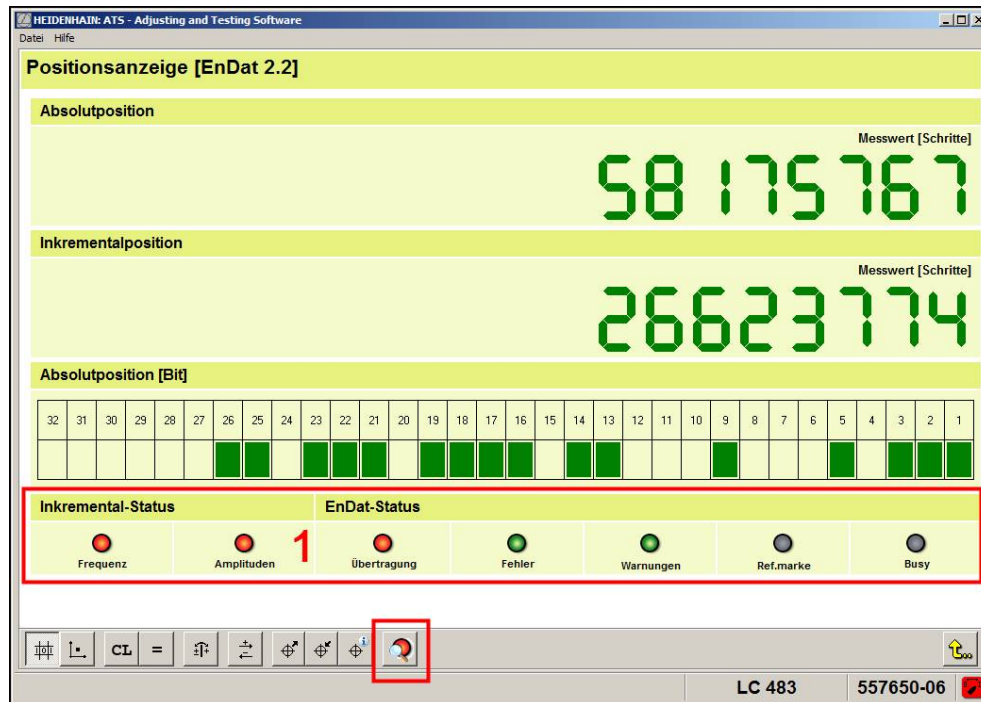 HEIDENHAIN: ATS - Adjusting and Testing Software
Datei Hilfe
Positionsanzeige [EnDat 2.2]
Absolutposition
Messwert [Schritte]
58175767
Inkrementalposition
Messwert [Schritte]
26623774
Absolutposition [Bit]
32 31 30 29 28 27 26 25 24 23 22 21 20 19 18 17 16 15 14 13 12 11 10 9 8 7 6 5 4 3 2 1
Inkremental-Status EnDat-Status
1
Frequenz Amplituden Übertragung Fehler Warnungen Ref.marke Busy
CL =
LC 483 557650-06